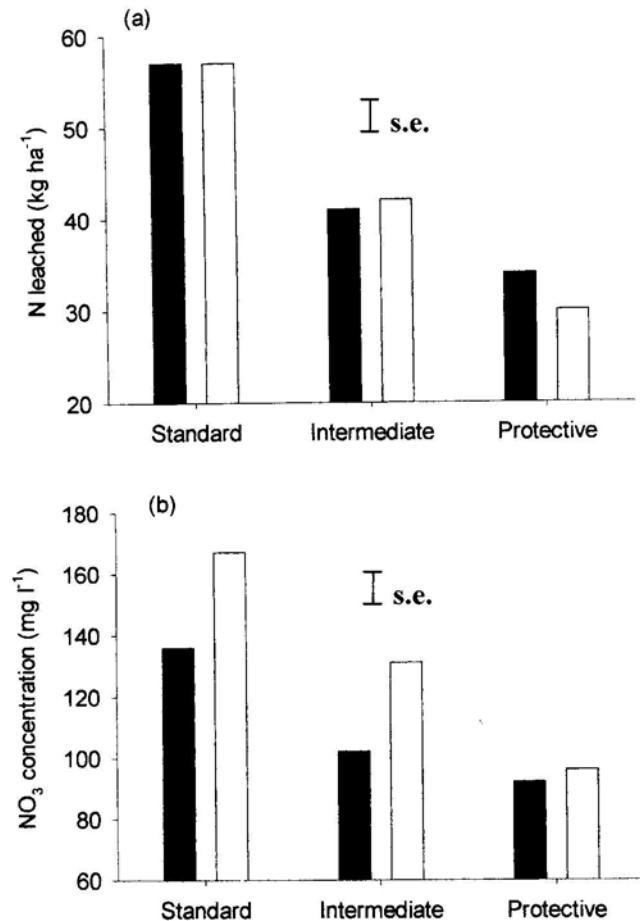 (a)
60
50
40
30
20
N leached (kg ha⁻¹)
s.e.
Standard Intermediate Protective
(b)
180
160
140
120
100
80
60
NO₃ concentration (mg l⁻¹)
s.e.
Standard Intermediate Protective